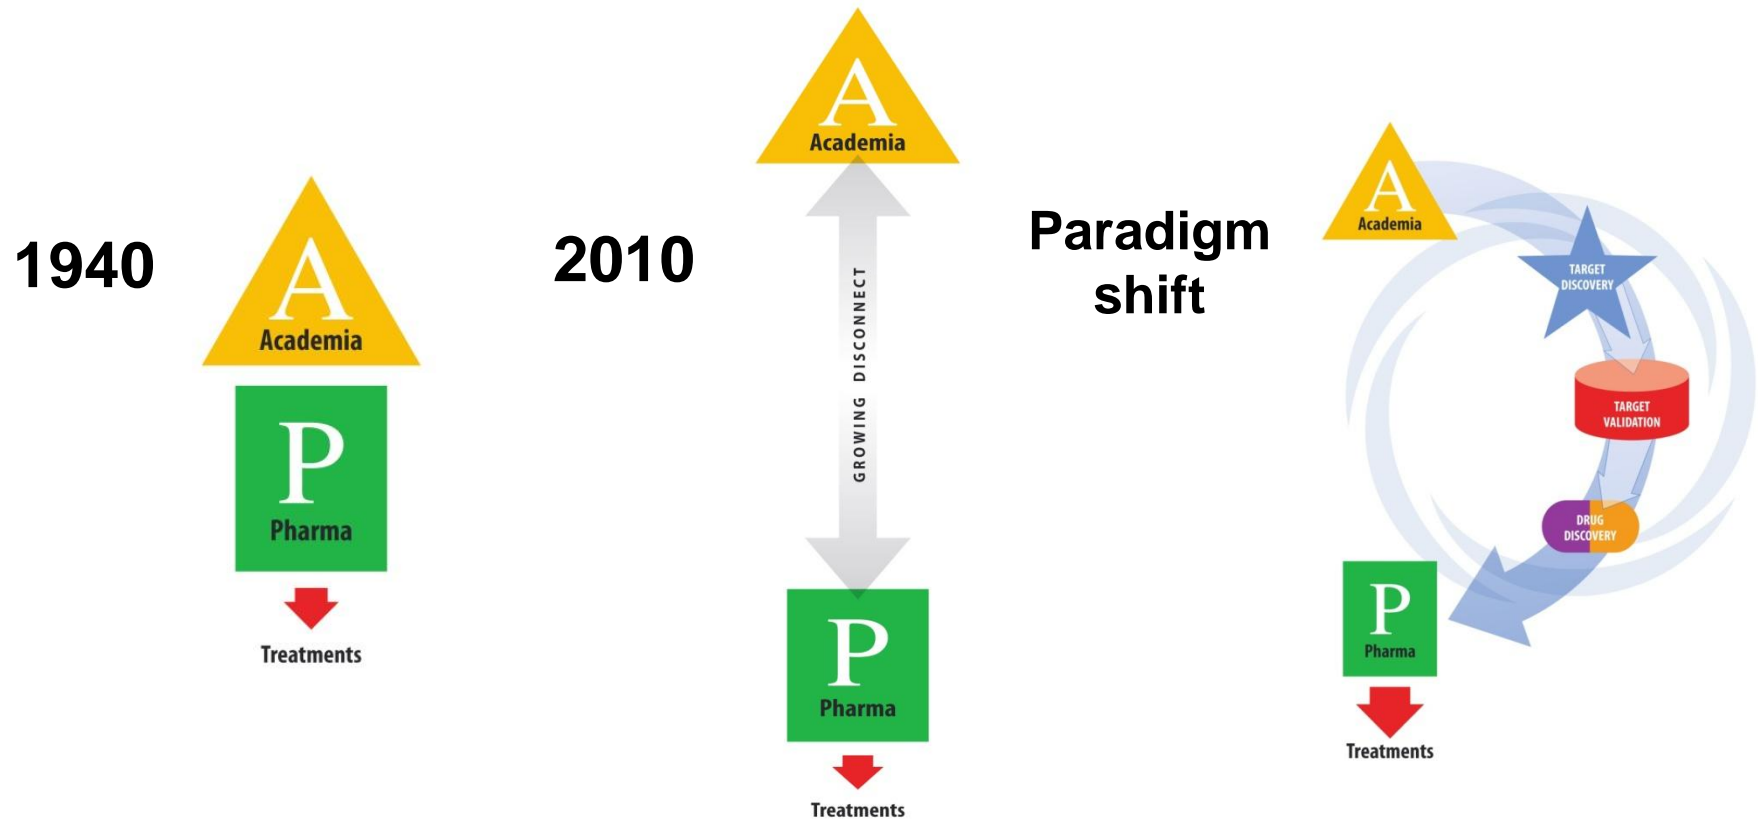 1940
A
Academia
P
Pharma
Treatments
2010
A
Academia
GROWING DISCONNECT
P
Pharma
Treatments
Paradigm
shift
A
Academia
TARGET
DISCOVERY
TARGET
VALIDATION
DRUG
DISCOVERY
P
Pharma
Treatments